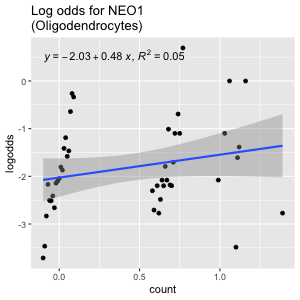 Log odds for NEO1
(Oligodendrocytes)
y = −2.03 + 0.48 x, R² = 0.05
0
-1
-2
-3
logodds
0.0 0.5 1.0
count